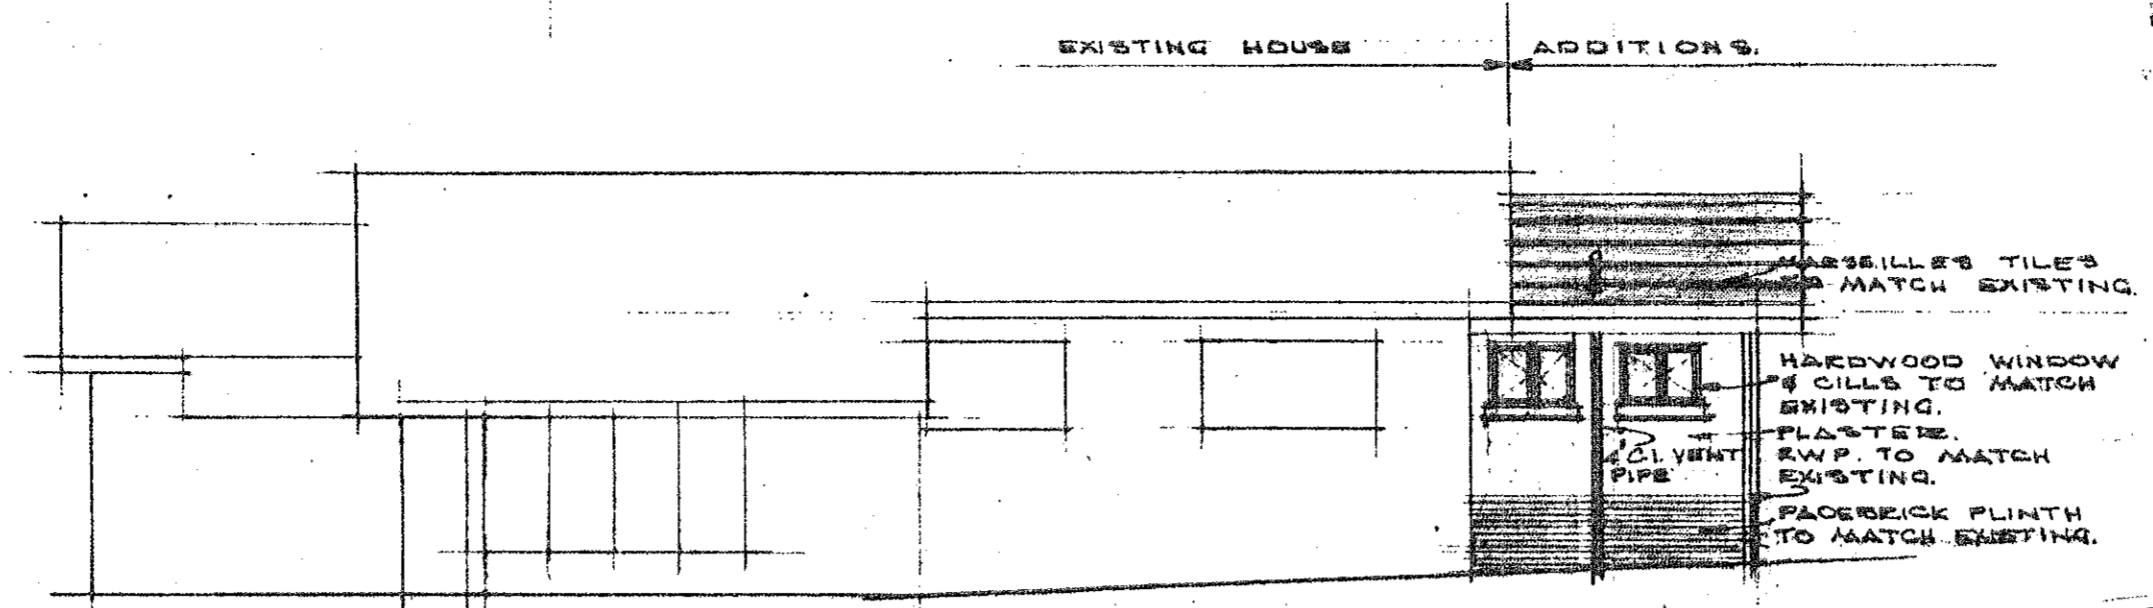 EXISTING HOUSE
ADDITIONS.
MARSEILLES TILES
TO MATCH EXISTING.
HARDWOOD WINDOW
& CILLS TO MATCH
EXISTING.
PLASTER.
R.W.P. TO MATCH
EXISTING.
4" C.I. VENT
PIPE
FACEBRICK PLINTH
TO MATCH EXISTING.